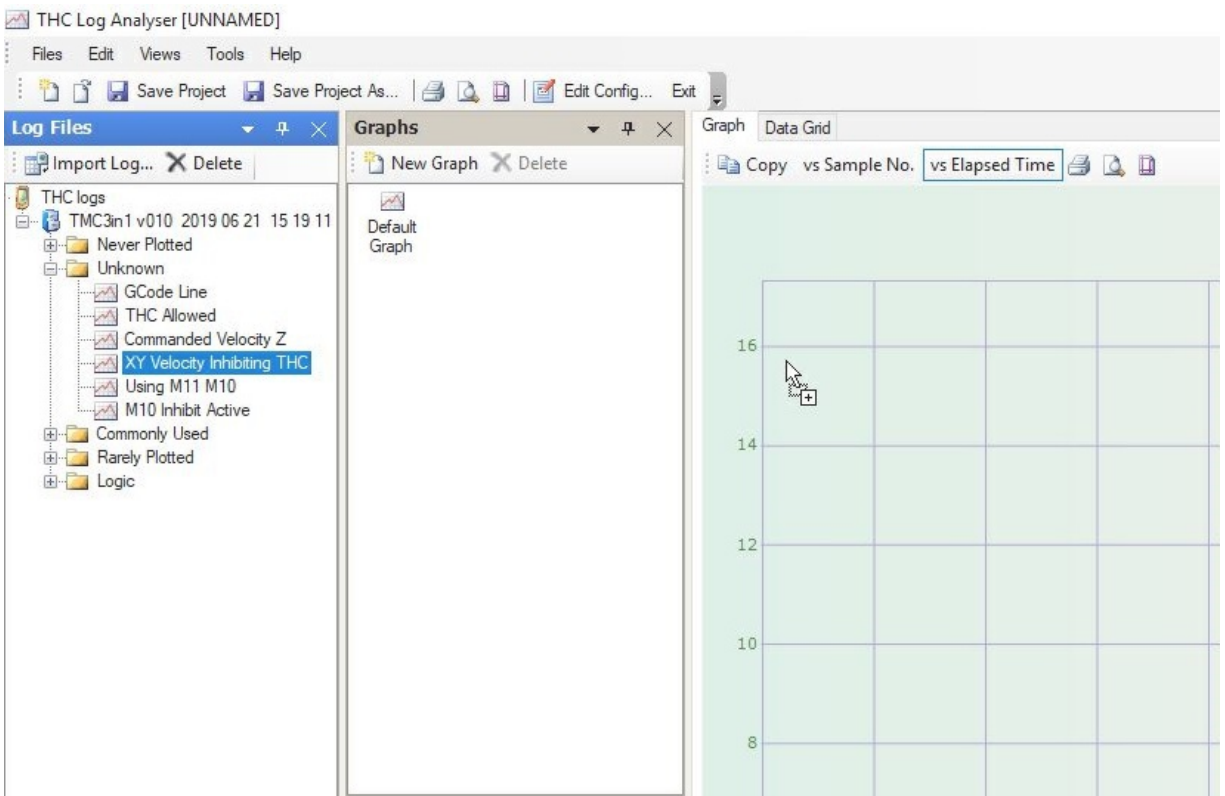 THC Log Analyser [UNNAMED]
Files Edit Views Tools Help
Save Project Save Project As... Edit Config... Exit
Log Files
Import Log... Delete
THC logs
TMC3in1 v010 2019 06 21 15 19 11
Never Plotted
Unknown
GCode Line
THC Allowed
Commanded Velocity Z
XY Velocity Inhibiting THC
Using M11 M10
M10 Inhibit Active
Commonly Used
Rarely Plotted
Logic
Graphs
New Graph Delete
Default
Graph
Graph Data Grid
Copy vs Sample No. vs Elapsed Time
16
14
12
10
8